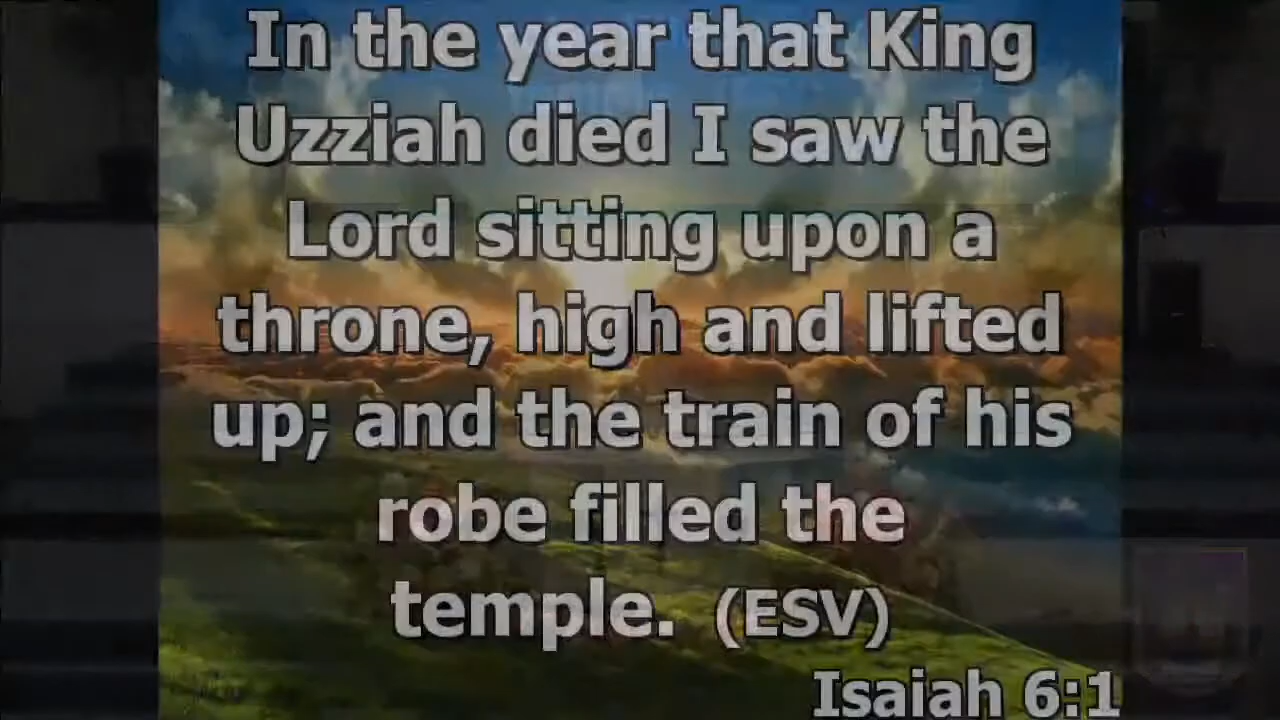 In the year that King
Uzziah died I saw the
Lord sitting upon a
throne, high and lifted
up; and the train of his
robe filled the
temple. (ESV)
Isaiah 6:1